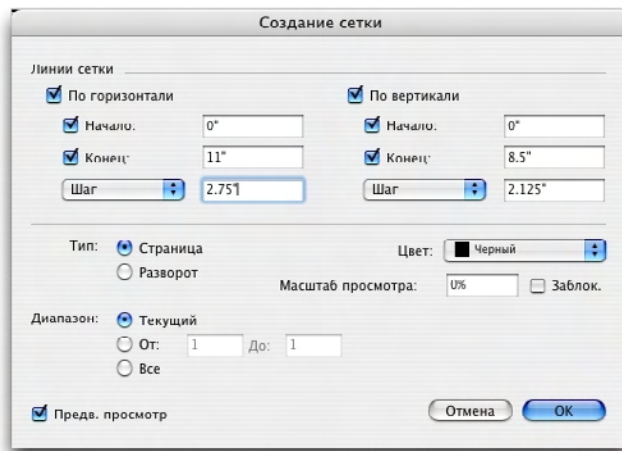 Создание сетки
Линии сетки
По горизонтали По вертикали
Начало: 0" Начало: 0"
Конец: 11" Конец: 8.5"
Шаг 2.75" Шаг 2.125"
Тип: Страница Цвет: Черный
Разворот
Масштаб просмотра: 0% Заблок.
Диапазон: Текущий
От: 1 До: 1
Все
Предв. просмотр Отмена OK